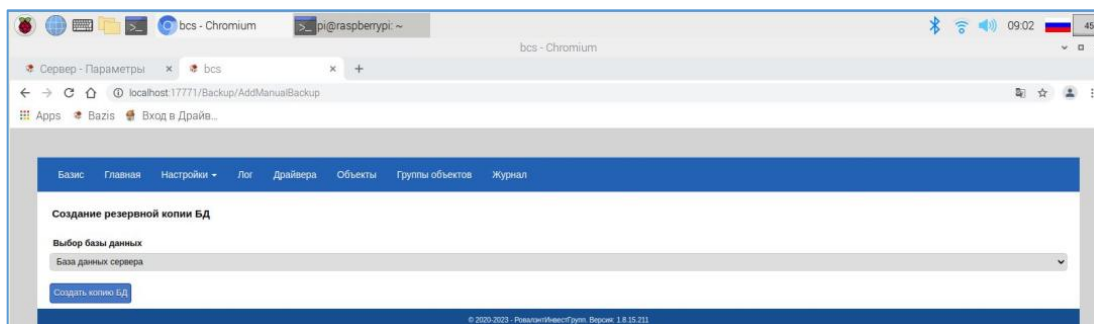 bcs - Chromium
pi@raspberrypi: ~
09:02
45
bcs - Chromium
Сервер - Параметры
bcs
localhost:17771/Backup/AddManualBackup
Apps
Bazis
Вход в Драйв...
Базис
Главная
Настройки
Лог
Драйвера
Объекты
Группы объектов
Журнал
Создание резервной копии БД
Выбор базы данных
База данных сервера
Создать копию БД
© 2020-2023 - РовалэнтИнвестГрупп. Версия: 1.8.15.211